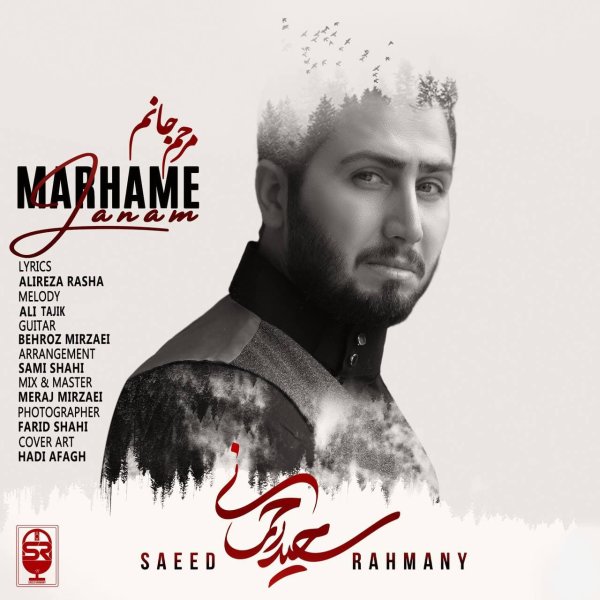 مرحم جانم
MARHAME
Janam
LYRICS
ALIREZA RASHA
MELODY
ALI TAJIK
GUITAR
BEHROZ MIRZAEI
ARRANGEMENT
SAMI SHAHI
MIX & MASTER
MERAJ MIRZAEI
PHOTOGRAPHER
FARID SHAHI
COVER ART
HADI AFAGH
سعید رحمانی
SAEED RAHMANY
SR